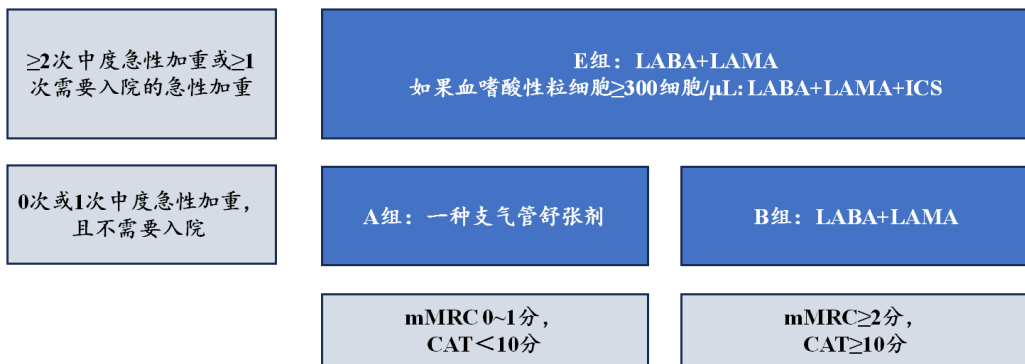 ≥2次中度急性加重或≥1
次需要入院的急性加重
E组：LABA+LAMA
如果血嗜酸性粒细胞≥300细胞/μL: LABA+LAMA+ICS
0次或1次中度急性加重，
且不需要入院
A组：一种支气管舒张剂
B组：LABA+LAMA
mMRC 0~1分，
CAT＜10分
mMRC≥2分，
CAT≥10分